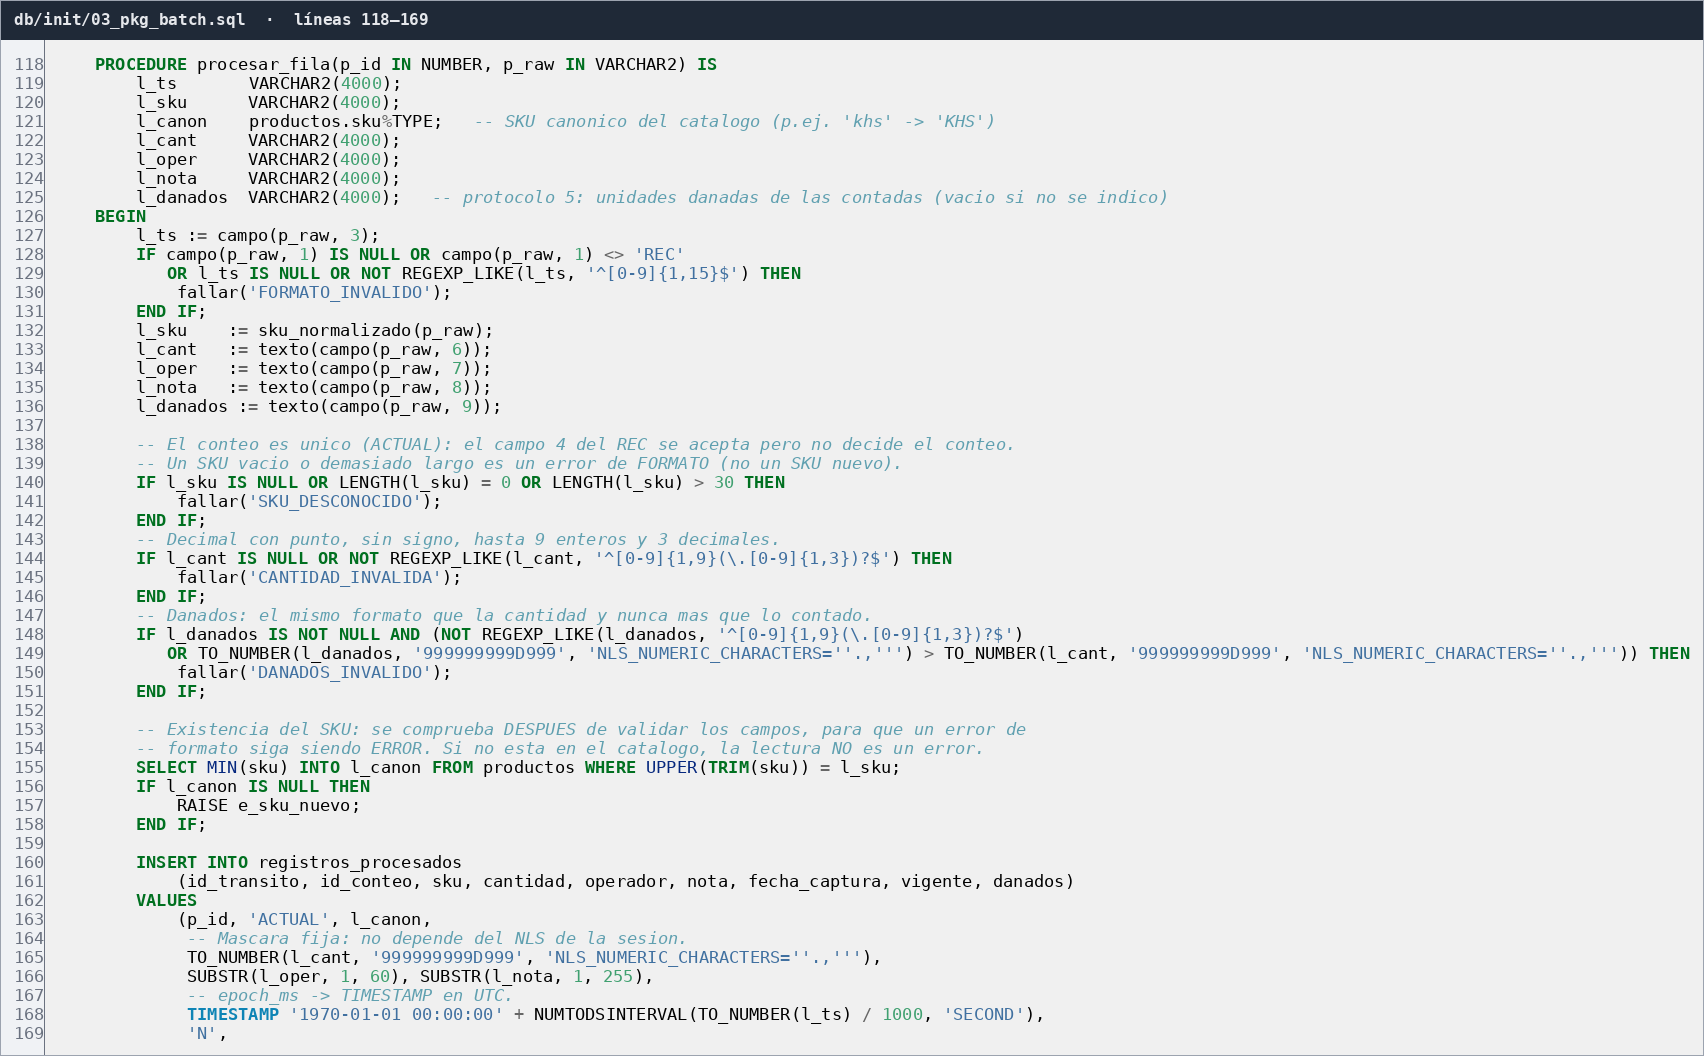 db/init/03_pkg_batch.sql  ·  líneas 118–169
118     PROCEDURE procesar_fila(p_id IN NUMBER, p_raw IN VARCHAR2) IS
119         l_ts       VARCHAR2(4000);
120         l_sku      VARCHAR2(4000);
121         l_canon    productos.sku%TYPE;   -- SKU canonico del catalogo (p.ej. 'khs' -> 'KHS')
122         l_cant     VARCHAR2(4000);
123         l_oper     VARCHAR2(4000);
124         l_nota     VARCHAR2(4000);
125         l_danados  VARCHAR2(4000);   -- protocolo 5: unidades danadas de las contadas (vacio si no se indico)
126     BEGIN
127         l_ts := campo(p_raw, 3);
128         IF campo(p_raw, 1) IS NULL OR campo(p_raw, 1) <> 'REC'
129            OR l_ts IS NULL OR NOT REGEXP_LIKE(l_ts, '^[0-9]{1,15}$') THEN
130             fallar('FORMATO_INVALIDO');
131         END IF;
132         l_sku    := sku_normalizado(p_raw);
133         l_cant   := texto(campo(p_raw, 6));
134         l_oper   := texto(campo(p_raw, 7));
135         l_nota   := texto(campo(p_raw, 8));
136         l_danados := texto(campo(p_raw, 9));
137
138         -- El conteo es unico (ACTUAL): el campo 4 del REC se acepta pero no decide el conteo.
139         -- Un SKU vacio o demasiado largo es un error de FORMATO (no un SKU nuevo).
140         IF l_sku IS NULL OR LENGTH(l_sku) = 0 OR LENGTH(l_sku) > 30 THEN
141             fallar('SKU_DESCONOCIDO');
142         END IF;
143         -- Decimal con punto, sin signo, hasta 9 enteros y 3 decimales.
144         IF l_cant IS NULL OR NOT REGEXP_LIKE(l_cant, '^[0-9]{1,9}(\.[0-9]{1,3})?$') THEN
145             fallar('CANTIDAD_INVALIDA');
146         END IF;
147         -- Danados: el mismo formato que la cantidad y nunca mas que lo contado.
148         IF l_danados IS NOT NULL AND (NOT REGEXP_LIKE(l_danados, '^[0-9]{1,9}(\.[0-9]{1,3})?$')
149            OR TO_NUMBER(l_danados, '999999999D999', 'NLS_NUMERIC_CHARACTERS=''.,''') > TO_NUMBER(l_cant, '999999999D999', 'NLS_NUMERIC_CHARACTERS=''.,''')) THEN
150             fallar('DANADOS_INVALIDO');
151         END IF;
152
153         -- Existencia del SKU: se comprueba DESPUES de validar los campos, para que un error de
154         -- formato siga siendo ERROR. Si no esta en el catalogo, la lectura NO es un error.
155         SELECT MIN(sku) INTO l_canon FROM productos WHERE UPPER(TRIM(sku)) = l_sku;
156         IF l_canon IS NULL THEN
157             RAISE e_sku_nuevo;
158         END IF;
159
160         INSERT INTO registros_procesados
161             (id_transito, id_conteo, sku, cantidad, operador, nota, fecha_captura, vigente, danados)
162         VALUES
163             (p_id, 'ACTUAL', l_canon,
164              -- Mascara fija: no depende del NLS de la sesion.
165              TO_NUMBER(l_cant, '999999999D999', 'NLS_NUMERIC_CHARACTERS=''.,'''),
166              SUBSTR(l_oper, 1, 60), SUBSTR(l_nota, 1, 255),
167              -- epoch_ms -> TIMESTAMP en UTC.
168              TIMESTAMP '1970-01-01 00:00:00' + NUMTODSINTERVAL(TO_NUMBER(l_ts) / 1000, 'SECOND'),
169              'N',